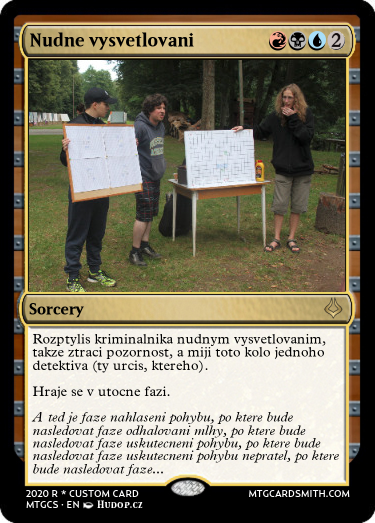 Nudne vysvetlovani 2
Sorcery
Rozptylis kriminalnika nudnym vysvetlovanim,
takze ztraci pozornost, a miji toto kolo jednoho
detektiva (ty urcis, ktereho).
Hraje se v utocne fazi.
A ted je faze nahlaseni pohybu, po ktere bude
nasledovat faze odhalovani mlhy, po ktere bude
nasledovat faze uskutecneni pohybu, po ktere bude
nasledovat faze uskutecneni pohybu nepratel, po ktere
bude nasledovat faze...
2020 R * CUSTOM CARD
MTGCS · EN HUDOP.CZ
MTGCARDSMITH.COM